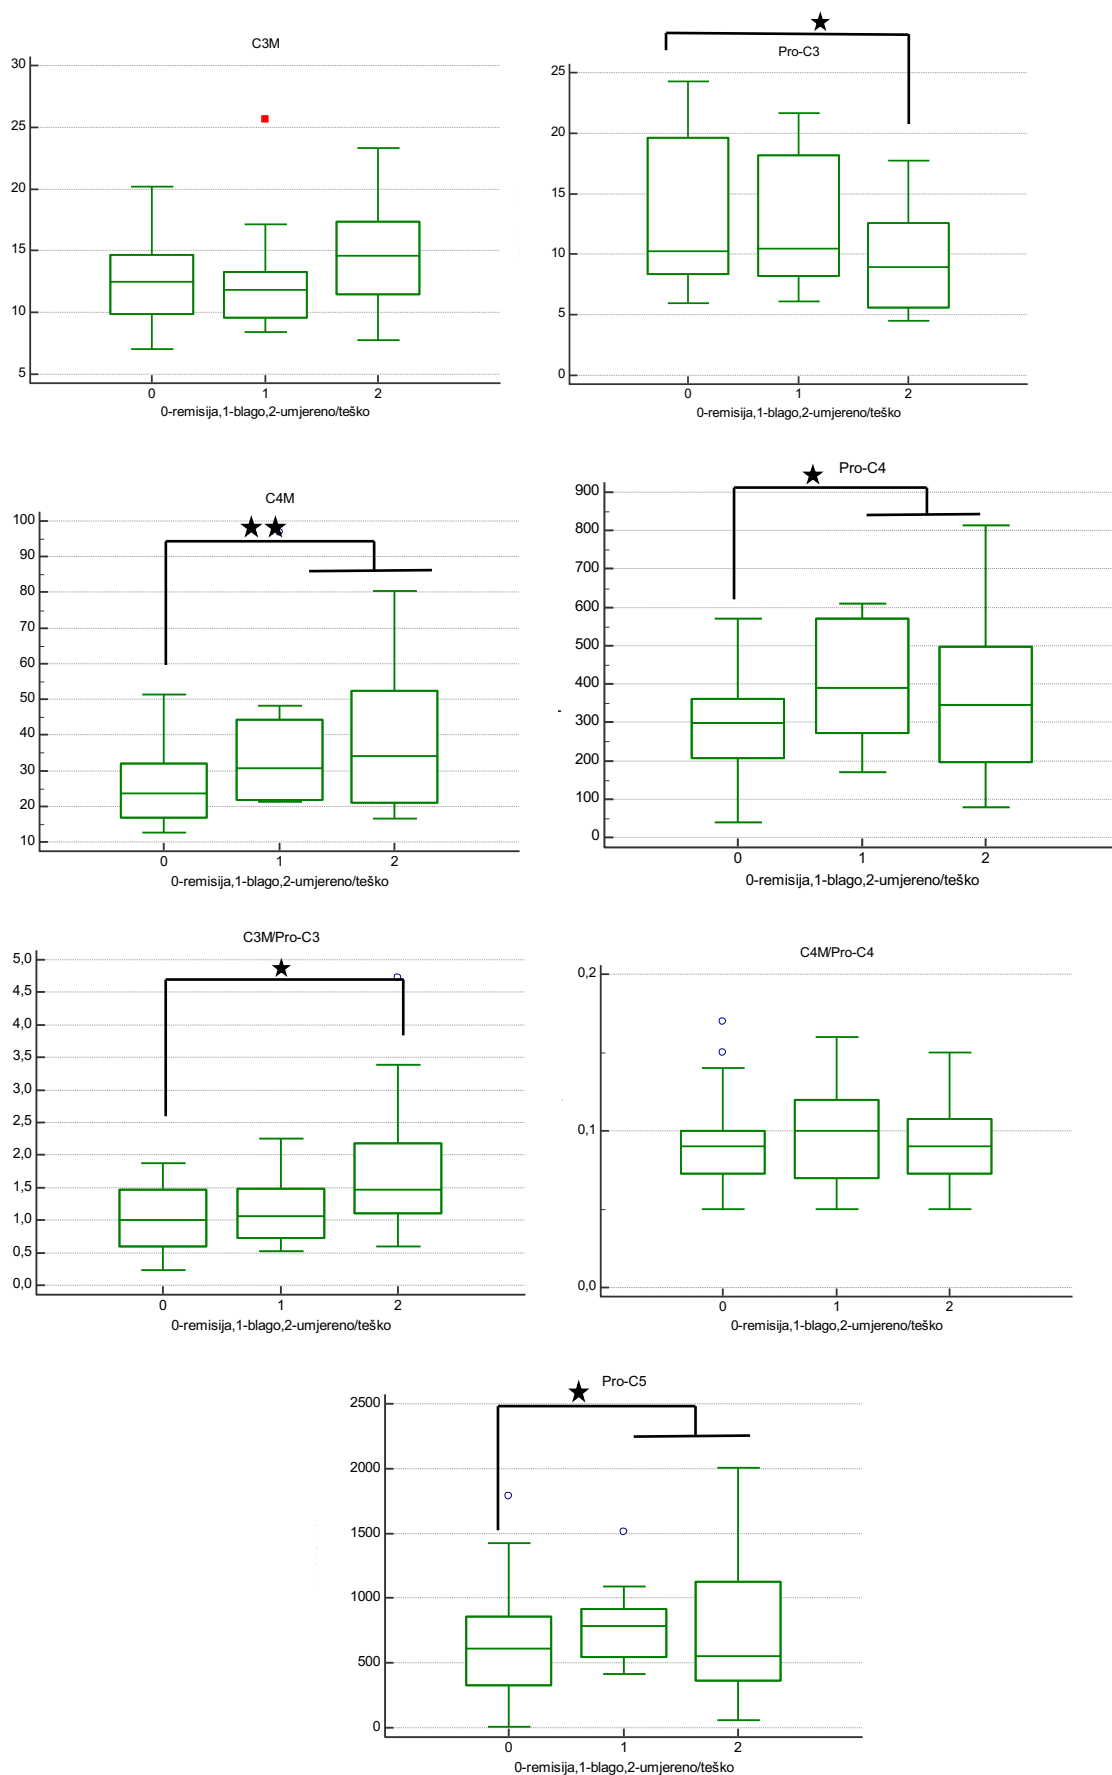 C3M
30
25
20
15
10
5
0 1 2
0-remisija,1-blago,2-umjereno/teško
Pro-C3
25
20
15
10
5
0
0 1 2
0-remisija,1-blago,2-umjereno/teško
C4M
100
90
80
70
60
50
40
30
20
10
0 1 2
0-remisija,1-blago,2-umjereno/teško
Pro-C4
900
800
700
600
500
400
300
200
100
0
0 1 2
0-remisija,1-blago,2-umjereno/teško
C3M/Pro-C3
5,0
4,5
4,0
3,5
3,0
2,5
2,0
1,5
1,0
0,5
0,0
0 1 2
0-remisija,1-blago,2-umjereno/teško
C4M/Pro-C4
0,2
0,1
0,0
0 1 2
0-remisija,1-blago,2-umjereno/teško
Pro-C5
2500
2000
1500
1000
500
0
0 1 2
0-remisija,1-blago,2-umjereno/teško